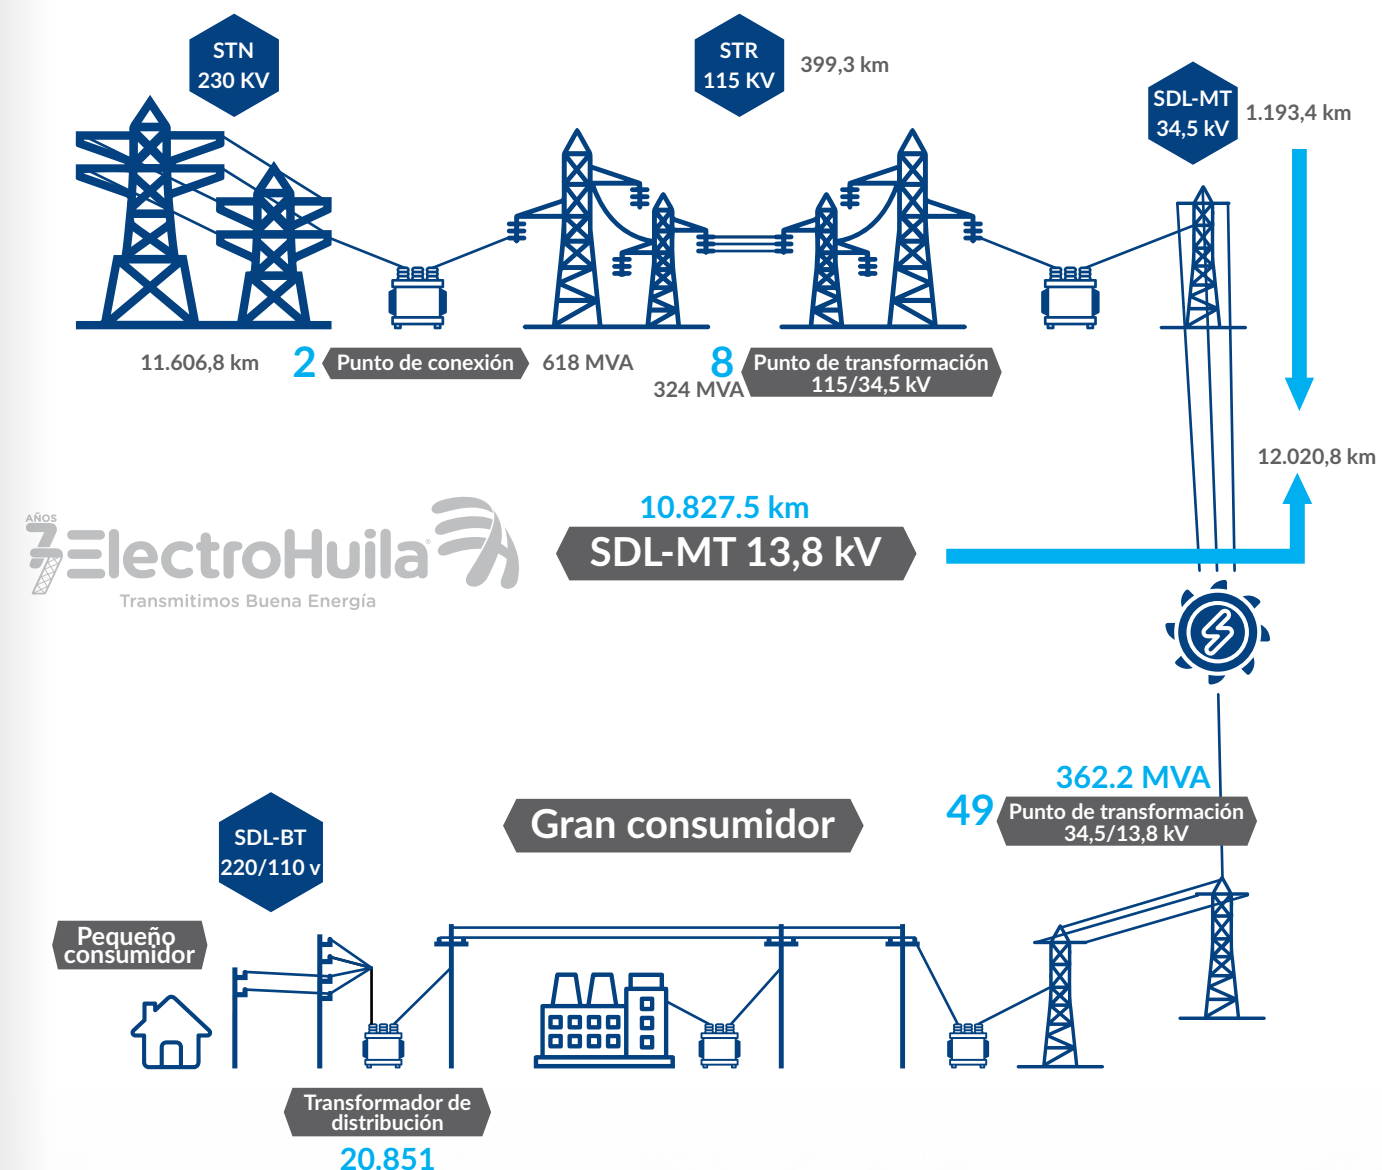 STN
230 KV
STR
115 KV
399,3 km
SDL-MT
34,5 kV
1.193,4 km
11.606,8 km
2
Punto de conexión
618 MVA
8
324 MVA
Punto de transformación
115/34,5 kV
12.020,8 km
10.827.5 km
SDL-MT 13,8 kV
AÑOS
77
ElectroHuila
Transmitimos Buena Energía
362.2 MVA
49
Punto de transformación
34,5/13,8 kV
Gran consumidor
SDL-BT
220/110 v
Pequeño
consumidor
Transformador de
distribución
20.851